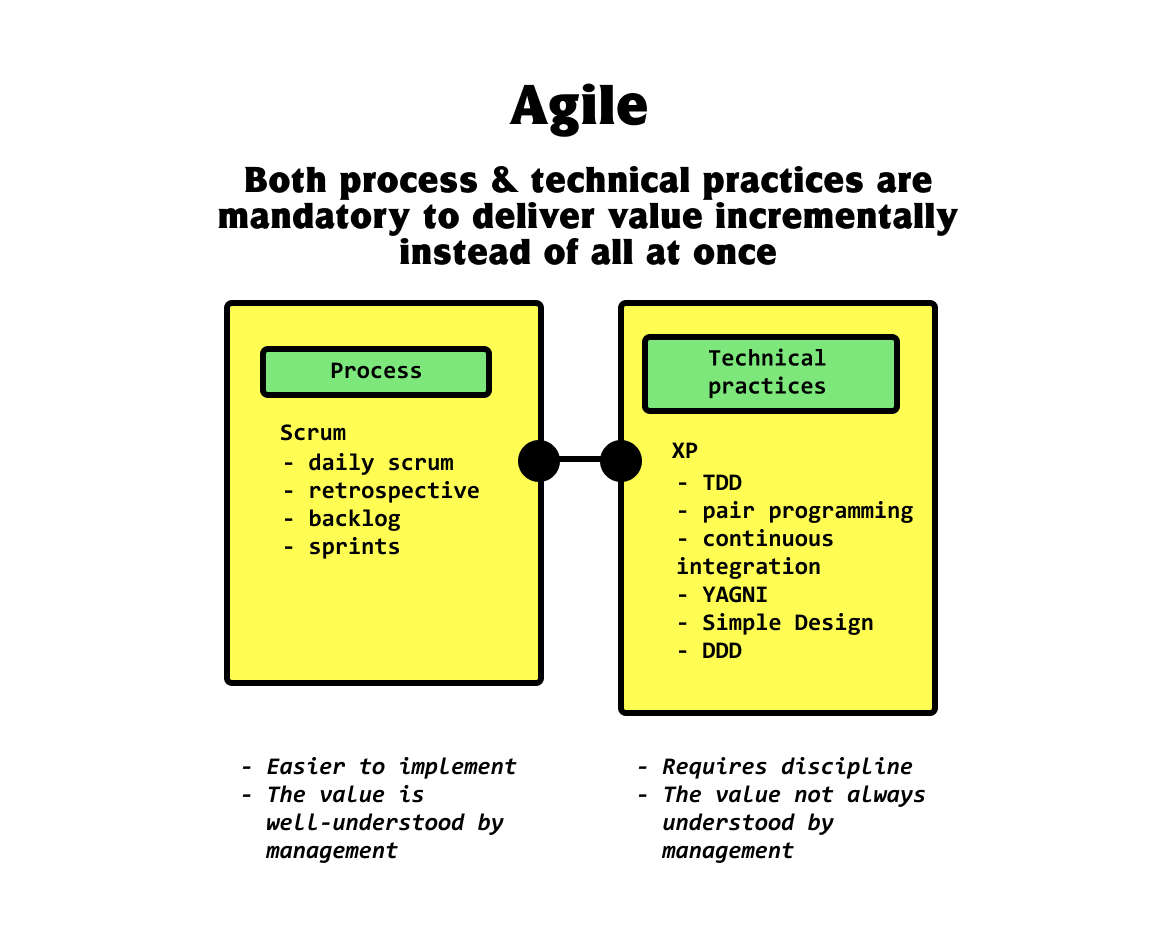 Agile
Both process & technical practices are
mandatory to deliver value incrementally
instead of all at once
Process
Scrum
- daily scrum
- retrospective
- backlog
- sprints
Technical
practices
XP
- TDD
- pair programming
- continuous
integration
- YAGNI
- Simple Design
- DDD
- Easier to implement
- The value is
well-understood by
management
- Requires discipline
- The value not always
understood by
management